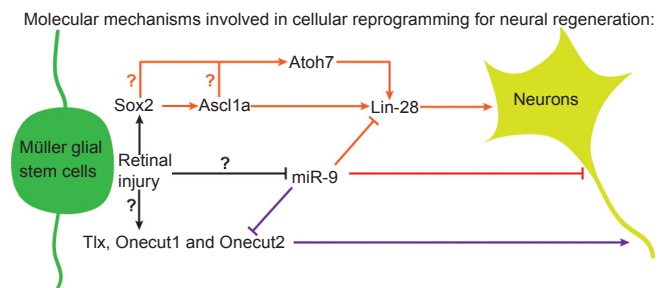 Molecular mechanisms involved in cellular reprogramming for neural regeneration:
Atoh7
?
?
Sox2
Ascl1a
Lin-28
Neurons
Müller glial
stem cells
Retinal
injury
?
miR-9
?
Tlx, Onecut1 and Onecut2